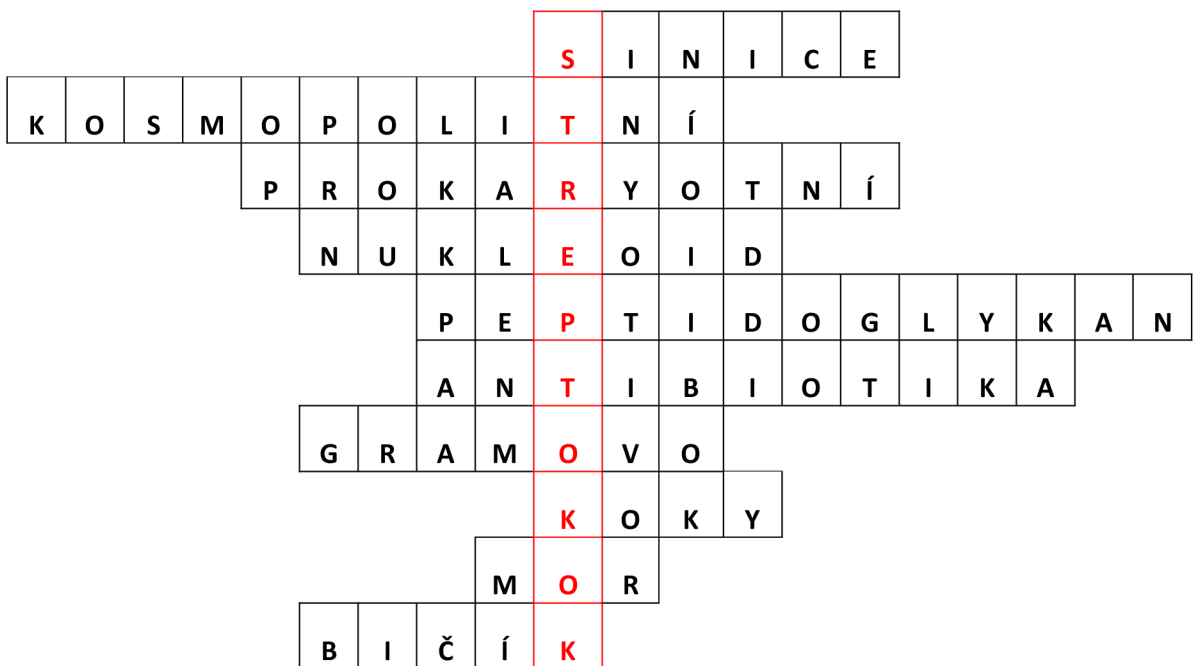 SINICE
KOSMOPOLITNÍ
PROKARYOTNÍ
NUKLEOID
PEPTIDOGLYKAN
ANTIBIOTIKA
GRAMOVO
KOKY
MOR
BIČÍK